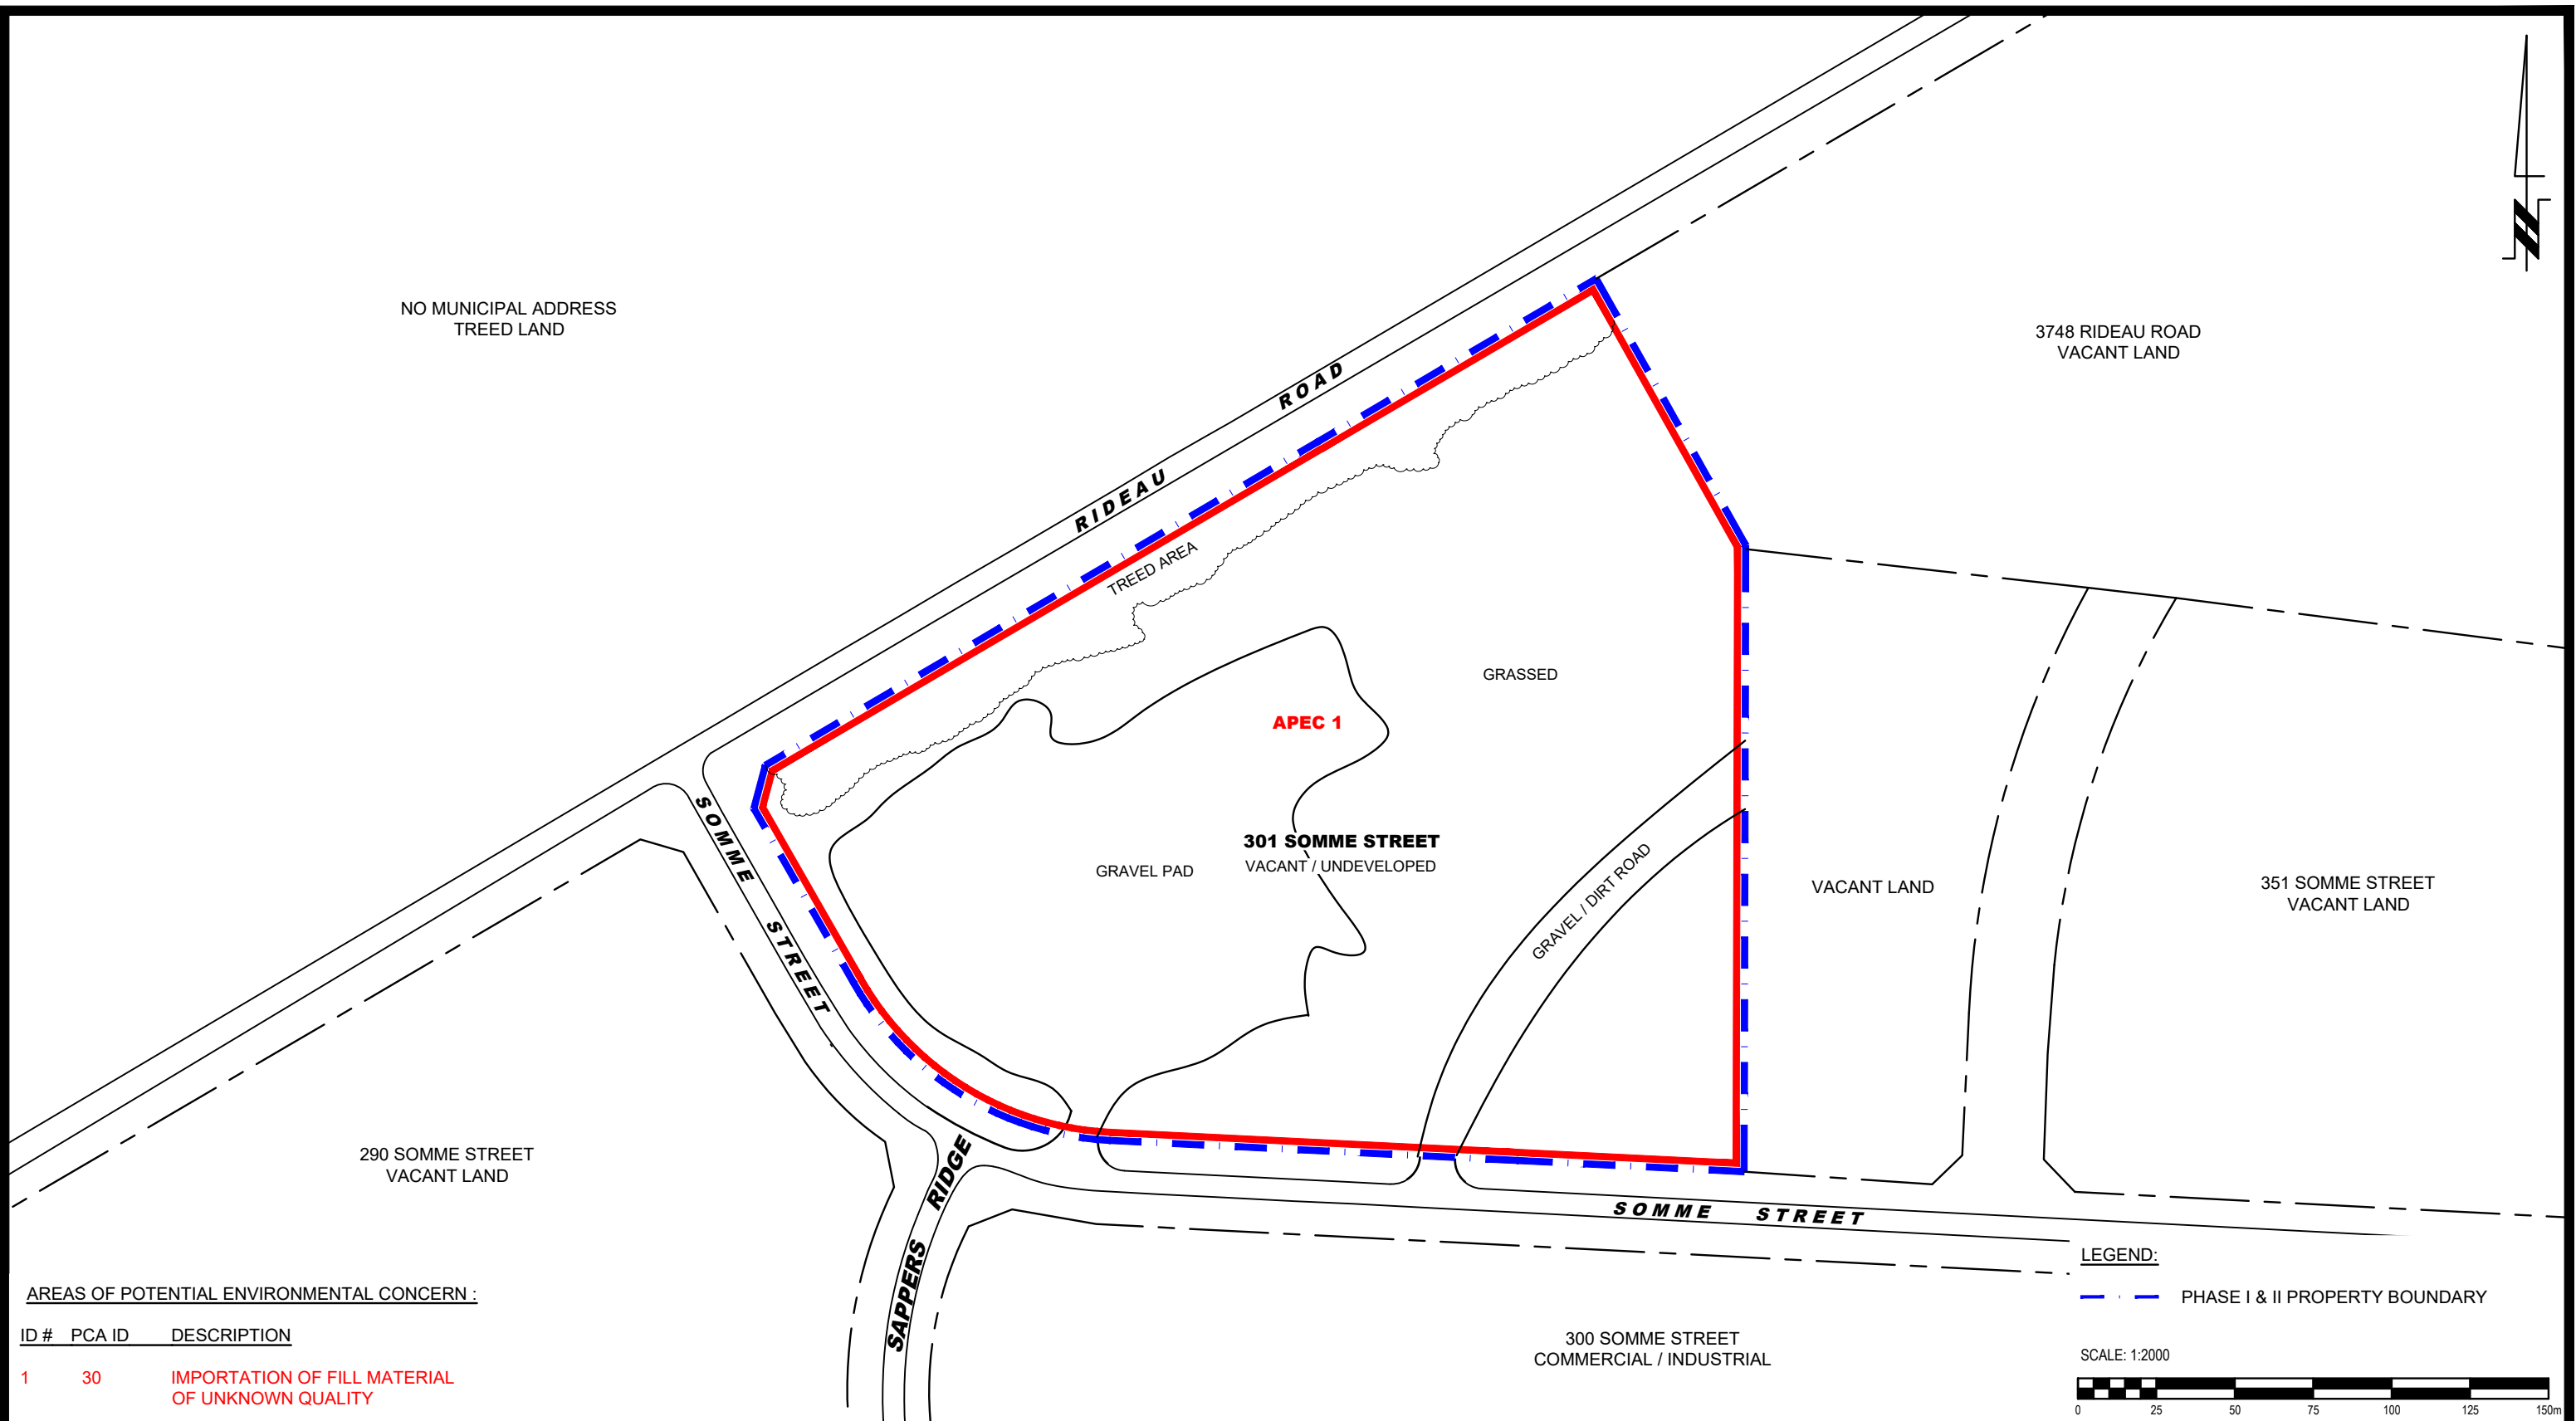 NO MUNICIPAL ADDRESS
TREED LAND
3748 RIDEAU ROAD
VACANT LAND
RIDEAU ROAD
TREED AREA
GRASSED
APEC 1
301 SOMME STREET
VACANT / UNDEVELOPED
GRAVEL PAD
GRAVEL / DIRT ROAD
VACANT LAND
351 SOMME STREET
VACANT LAND
SOMME STREET
290 SOMME STREET
VACANT LAND
SAPPERS RIDGE
SOMME STREET
300 SOMME STREET
COMMERCIAL / INDUSTRIAL
AREAS OF POTENTIAL ENVIRONMENTAL CONCERN :
ID # PCA ID DESCRIPTION
1 30 IMPORTATION OF FILL MATERIAL
OF UNKNOWN QUALITY
LEGEND:
PHASE I & II PROPERTY BOUNDARY
SCALE: 1:2000
0 25 50 75 100 125 150m